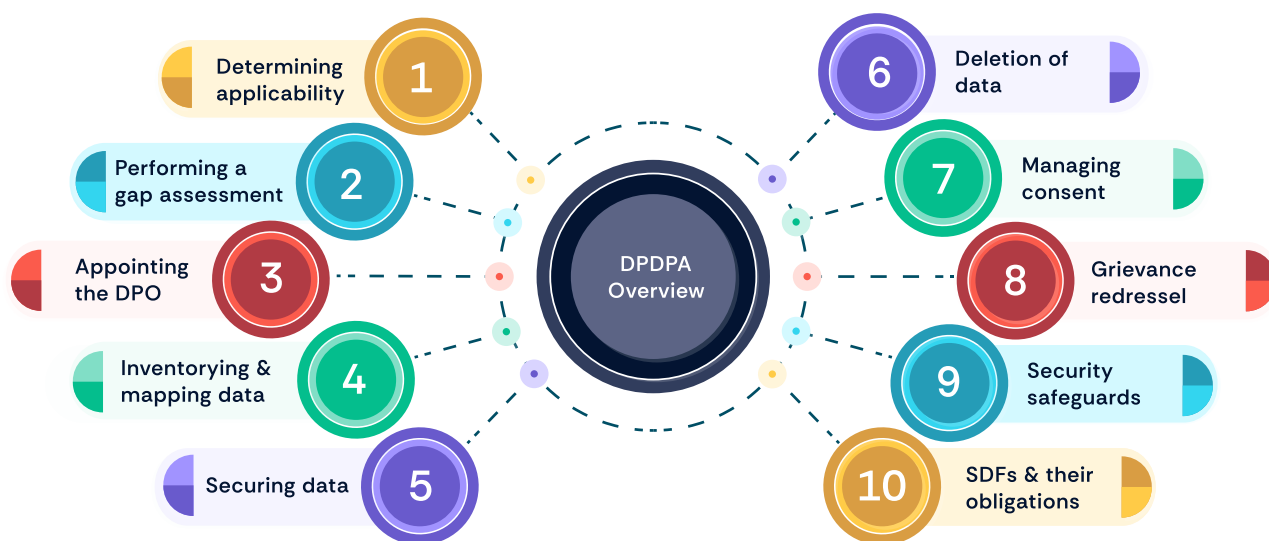 1
Determining
applicability
2
Performing a
gap assessment
3
Appointing
the DPO
4
Inventorying &
mapping data
5
Securing data
DPDPA
Overview
6
Deletion of
data
7
Managing
consent
8
Grievance
redressel
9
Security
safeguards
10
SDFs & their
obligations